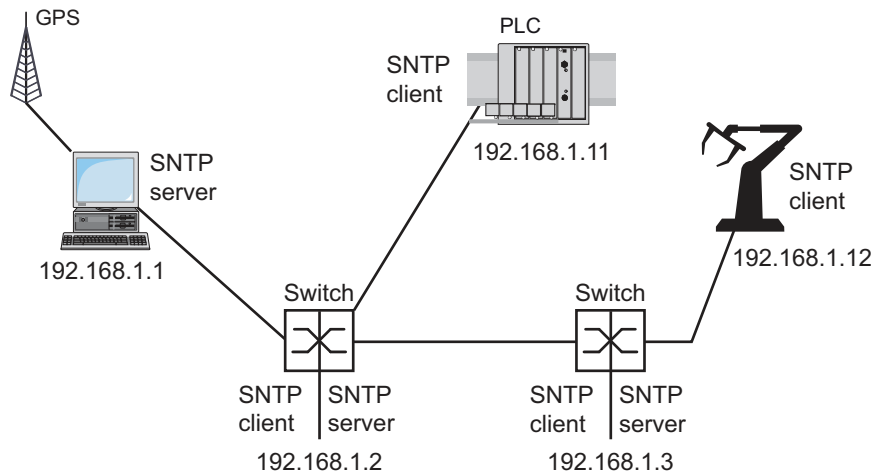 GPS
PLC
SNTP
client
192.168.1.11
SNTP
server
192.168.1.1
SNTP
client
192.168.1.12
Switch
Switch
SNTP
client
SNTP
server
192.168.1.2
SNTP
client
SNTP
server
192.168.1.3